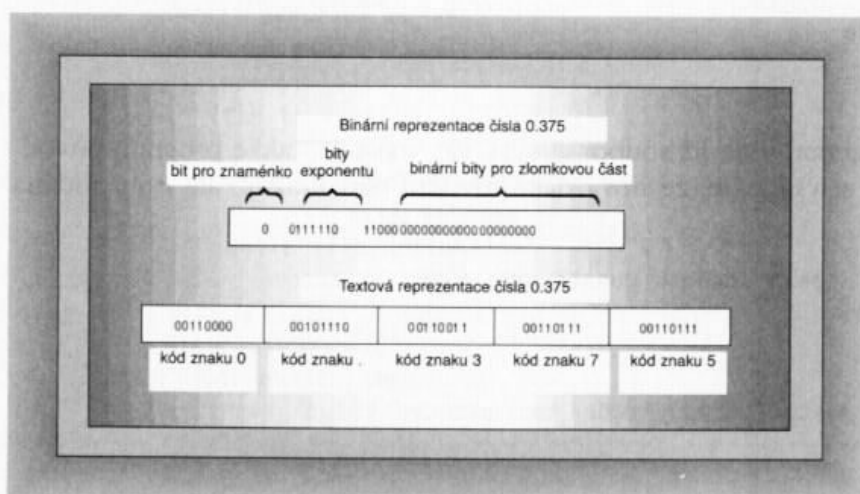 Binární reprezentace čísla 0.375
bity
bit pro znaménko exponentu binární bity pro zlomkovou část
0 0111110 11000000000000000000000
Textová reprezentace čísla 0.375
00110000 00101110 00110011 00110111 00110111
kód znaku 0 kód znaku . kód znaku 3 kód znaku 7 kód znaku 5